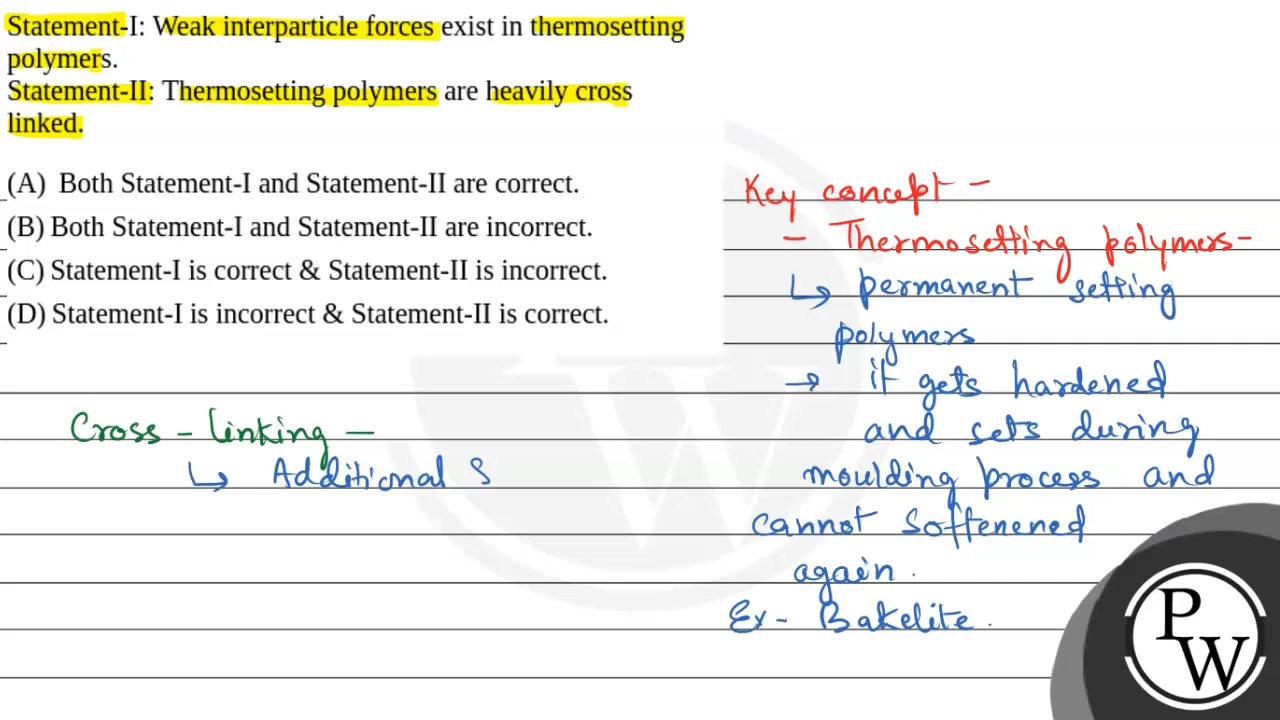 Statement-I: Weak interparticle forces exist in thermosetting
polymers.
Statement-II: Thermosetting polymers are heavily cross
linked.
(A) Both Statement-I and Statement-II are correct.
(B) Both Statement-I and Statement-II are incorrect.
(C) Statement-I is correct & Statement-II is incorrect.
(D) Statement-I is incorrect & Statement-II is correct.
Key concept -
- Thermosetting polymers -
↳ permanent setting
polymers
→ it gets hardened
and sets during
moulding process and
cannot softenened
again.
Ex - Bakelite.
Cross - linking -
↳ Additional S
P
W